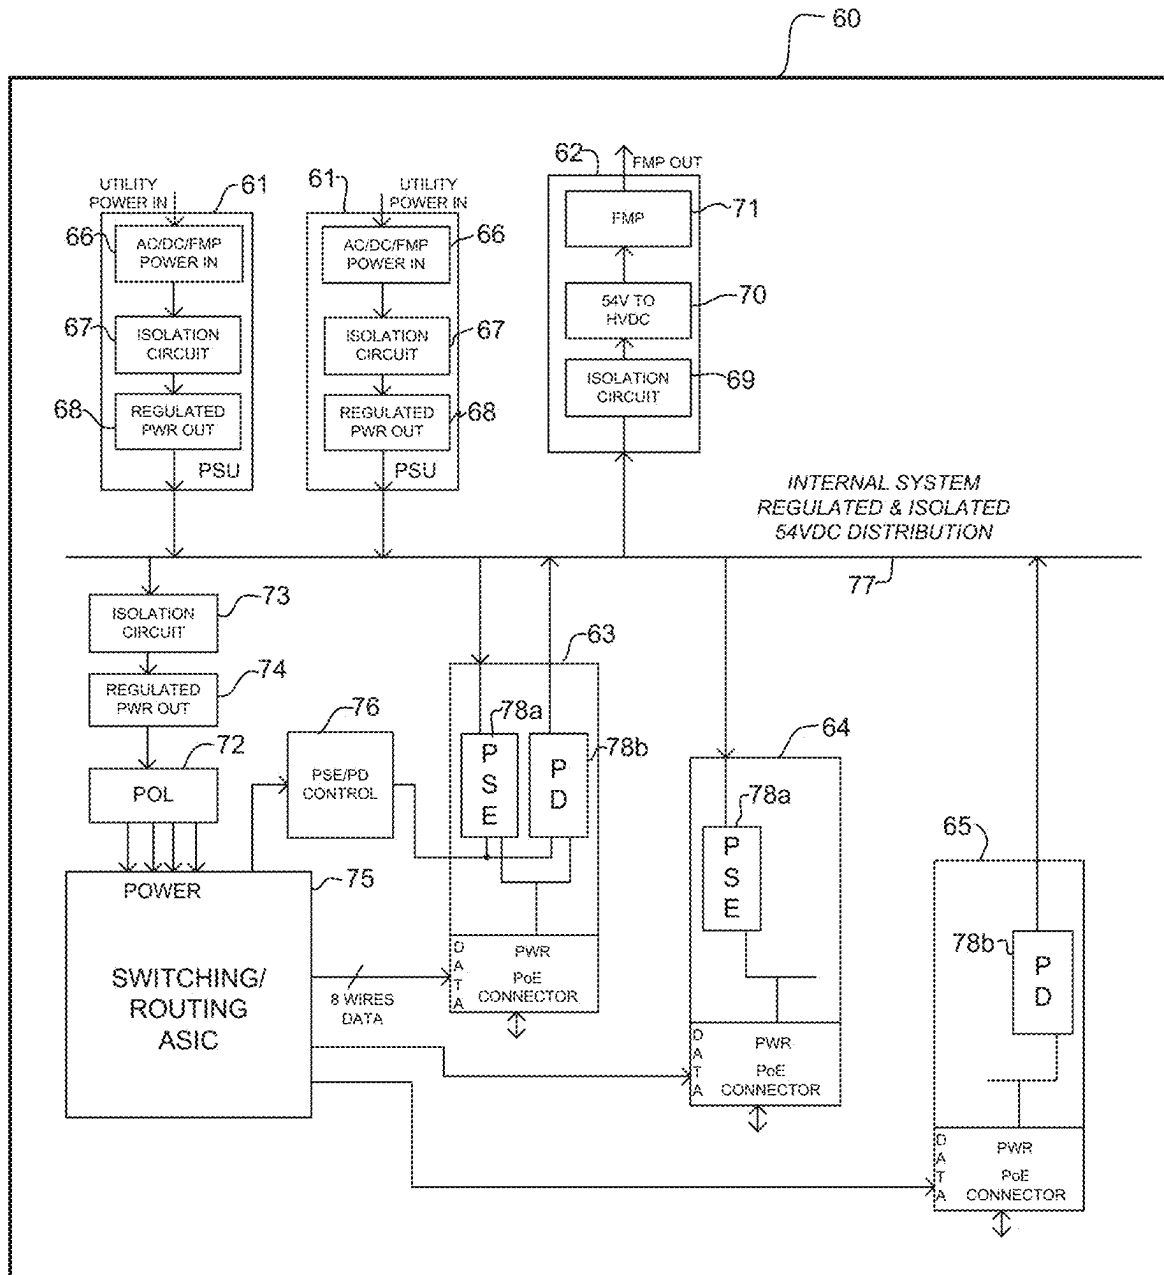 60
UTILITY
POWER IN
61
66
AC/DC/FMP
POWER IN
67
ISOLATION
CIRCUIT
68
REGULATED
PWR OUT
PSU
61
UTILITY
POWER IN
AC/DC/FMP
POWER IN
66
ISOLATION
CIRCUIT
67
REGULATED
PWR OUT
68
PSU
62
FMP OUT
FMP
71
54V TO
HVDC
70
ISOLATION
CIRCUIT
69
INTERNAL SYSTEM
REGULATED & ISOLATED
54VDC DISTRIBUTION
77
ISOLATION
CIRCUIT
73
REGULATED
PWR OUT
74
POL
72
76
PSE/PD
CONTROL
POWER
75
SWITCHING/
ROUTING
ASIC
8 WIRES
DATA
63
78a
PSE
PD
78b
DATA
PWR
PoE
CONNECTOR
64
78a
PSE
DATA
PWR
PoE
CONNECTOR
65
78b
PD
DATA
PWR
PoE
CONNECTOR